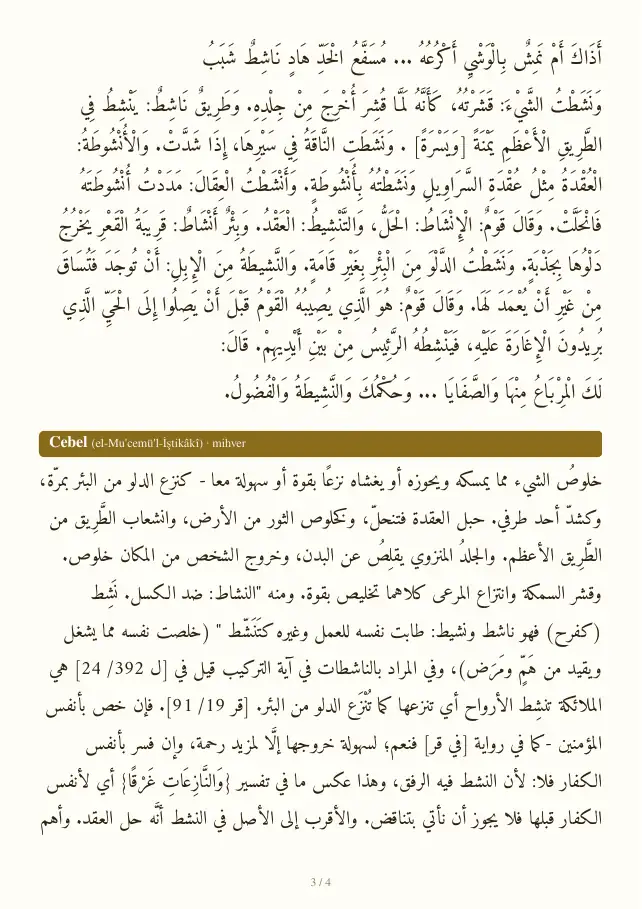 أَذَاكَ أَمْ نَمِشٌ بِالْوَشْيِ أَكْرُعُهُ ... مُسَفَّعُ الْخَدِّ هَادٍ نَاشِطٌ شَبَبُ
وَنَشَطْتُ الشَّيْءَ: قَشَرْتُهُ، كَأَنَّهُ لَمَّا قُشِرَ أُخْرِجَ مِنْ جِلْدِهِ. وَطَرِيقٌ نَاشِطٌ: يَنْشِطُ فِي
الطَّرِيقِ الْأَعْظَمِ يَمْنَةً [وَيَسْرَةً] . وَنَشَطَتِ النَّاقَةُ فِي سَيْرِهَا، إِذَا شَدَّتْ. وَالْأُنْشُوطَةُ:
الْعُقْدَةُ مِثْلُ عُقْدَةِ السَّرَاوِيلِ وَنَشَطْتُهُ بِأُنْشُوطَةٍ. وَأَنْشَطْتُ الْعِقَالَ: مَدَدْتُ أُنْشُوطَتَهُ
فَانْحَلَّتْ. وَقَالَ قَوْمٌ: الْإِنْشَاطُ: الْحَلُّ، وَالتَّنْشِيطُ: الْعَقْدُ. وَبِئْرٌ أَنْشَاطٌ: قَرِيبَةُ الْقَعْرِ يَخْرُجُ
دَلْوُهَا بِجَذْبَةٍ. وَنَشَطْتُ الدَّلْوَ مِنَ الْبِئْرِ بِغَيْرِ قَامَةٍ. وَالنَّشِيطَةُ مِنَ الْإِبِلِ: أَنْ تُوجَدَ فَتُسَاقَ
مِنْ غَيْرِ أَنْ يُعْمَدَ لَهَا. وَقَالَ قَوْمٌ: هُوَ الَّذِي يُصِيبُهُ الْقَوْمُ قَبْلَ أَنْ يَصِلُوا إِلَى الْحَيِّ الَّذِي
يُرِيدُونَ الْإِغَارَةَ عَلَيْهِ، فَيَنْشِطُهُ الرَّئِيسُ مِنْ بَيْنِ أَيْدِيهِمْ. قَالَ:
لَكَ الْمِرْبَاعُ مِنْهَا وَالصَّفَايَا ... وَحُكْمُكَ وَالنَّشِيطَةُ وَالْفُضُولُ.
Cebel (el-Mu'cemü'l-İştikâkî) · mihver
خلوصُ الشيء مما يمسكه ويحوزه أو يغشاه نزعًا بقوة أو سهولة معا - كنزع الدلو من البئر بمرّة،
وكشدّ أحد طرفي. حبل العقدة فتنحلّ، وكخلوص الثور من الأرض، وانشعاب الطَّرِيق من
الطَّرِيق الأعظم. والجلدُ المنزوي يقلِصُ عن البدن، وخروج الشخص من المكان خلوص.
وقشر السمكة وانتزاع المرعى كلاهما تخليص بقوة. ومنه "النشاط: ضد الكسل. نَشِط
(كفرح) فهو ناشط ونشيط: طابت نفسه للعمل وغيره كتَنَشّط " (خلصت نفسه مما يشغل
ويقيد من هَمٍّ ومَرَض)، وفي المراد بالناشطات في آية التركيب قيل في [ل 392/ 24] هي
الملائكة تنشِط الأرواح أي تنزعها كما تُنْزَع الدلو من البئر. [قر 19/ 91]. فإن خص بأنفس
المؤمنين -كما في رواية [في قر] فنعم؛ لسهولة خروجها إلَّا لمزيد رحمة، وإن فسر بأنفس
الكفار فلا: لأن النشط فيه الرفق، وهذا عكس ما في تفسير {وَالنَّازِعَاتِ غَرْقًا} أي لأنفس
الكفار قبلها فلا يجوز أن نأتي بتناقض. والأقرب إلى الأصل في النشط أنَّه حل العقد. وأهم
3 / 4